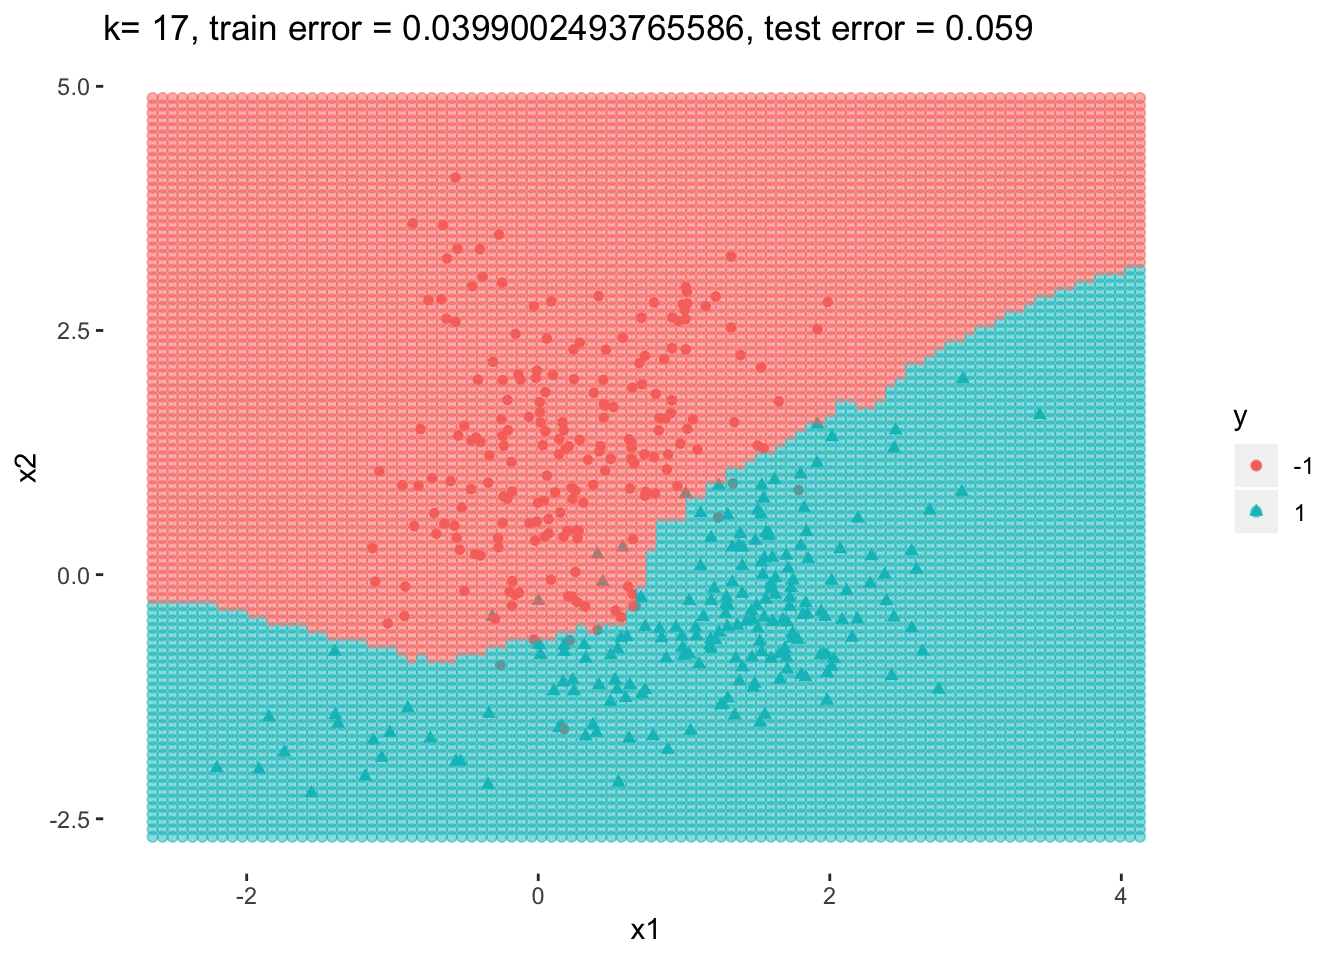 k= 17, train error = 0.0399002493765586, test error = 0.059
5.0
2.5
0.0
-2.5
x2
-2
0
2
4
x1
y
-1
1